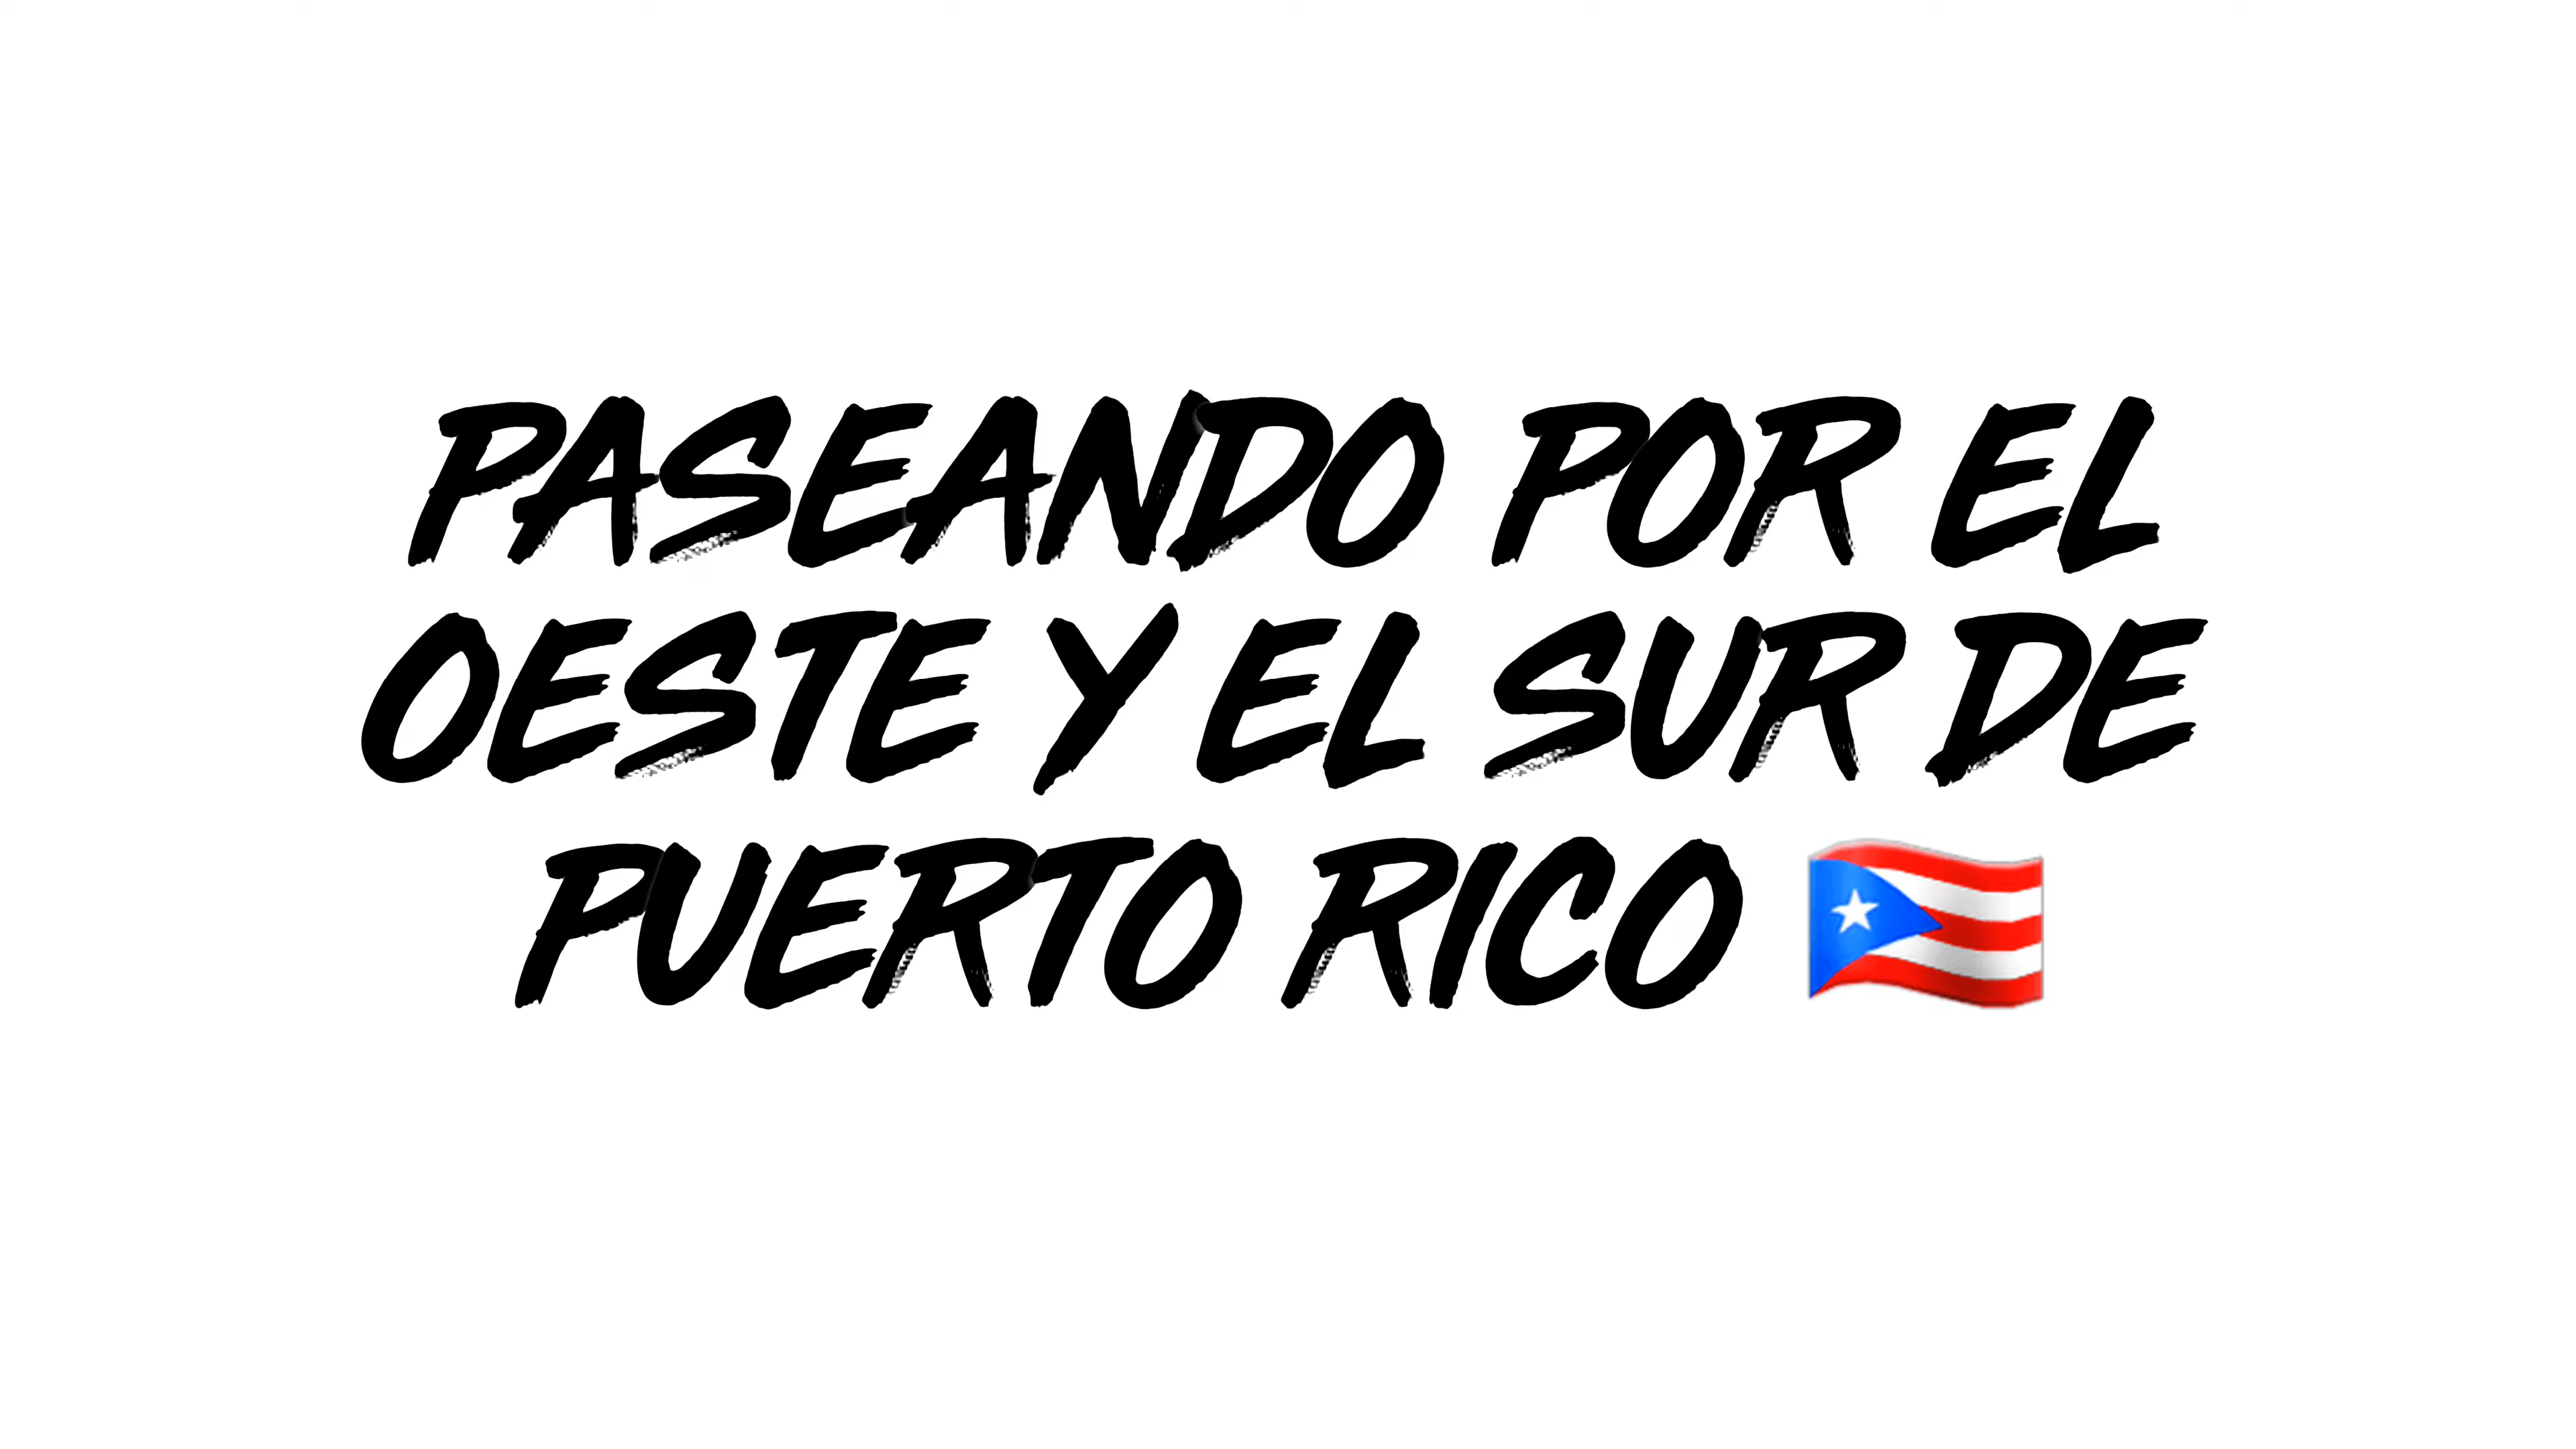 PASEANDO POR EL
OESTE Y EL SUR DE
PUERTO RICO 🇵🇷